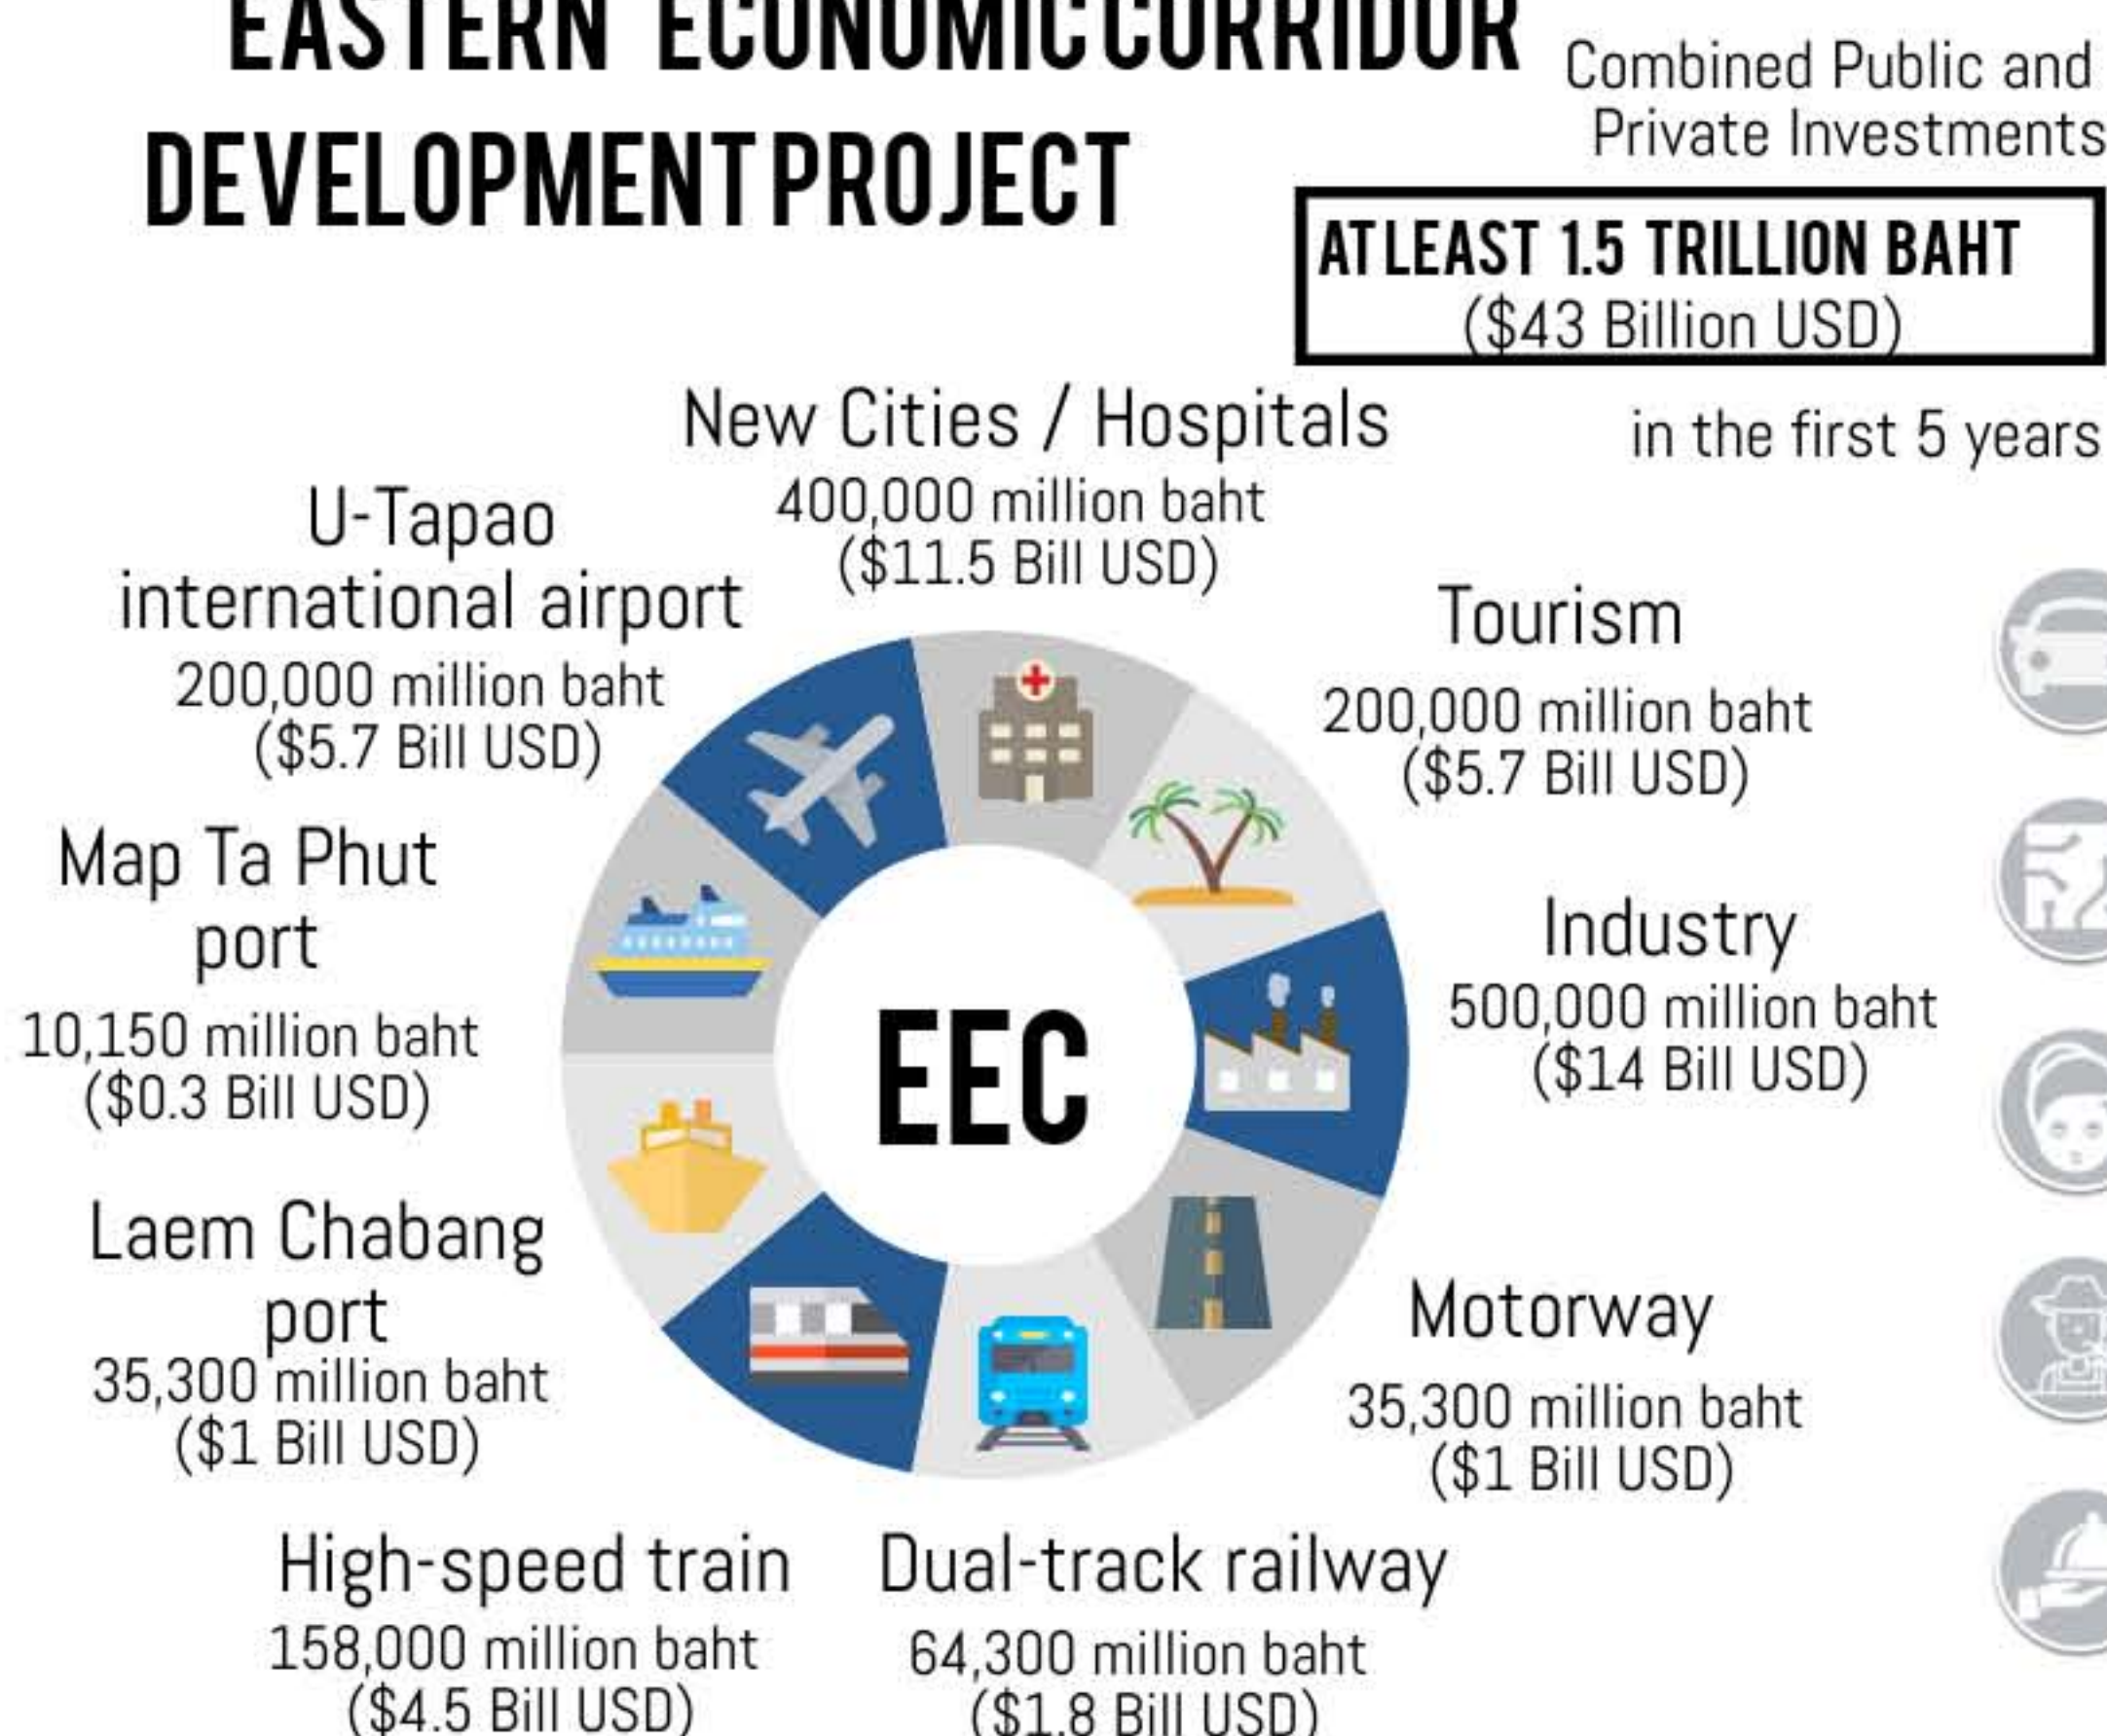 EASTERN ECONOMIC CORRIDOR
DEVELOPMENT PROJECT
Combined Public and
Private Investments
AT LEAST 1.5 TRILLION BAHT
($43 Billion USD)
in the first 5 years
New Cities / Hospitals
400,000 million baht
($11.5 Bill USD)
U-Tapao
international airport
200,000 million baht
($5.7 Bill USD)
Tourism
200,000 million baht
($5.7 Bill USD)
Map Ta Phut
port
10,150 million baht
($0.3 Bill USD)
Industry
500,000 million baht
($14 Bill USD)
EEC
Laem Chabang
port
35,300 million baht
($1 Bill USD)
Motorway
35,300 million baht
($1 Bill USD)
High-speed train
158,000 million baht
($4.5 Bill USD)
Dual-track railway
64,300 million baht
($1.8 Bill USD)